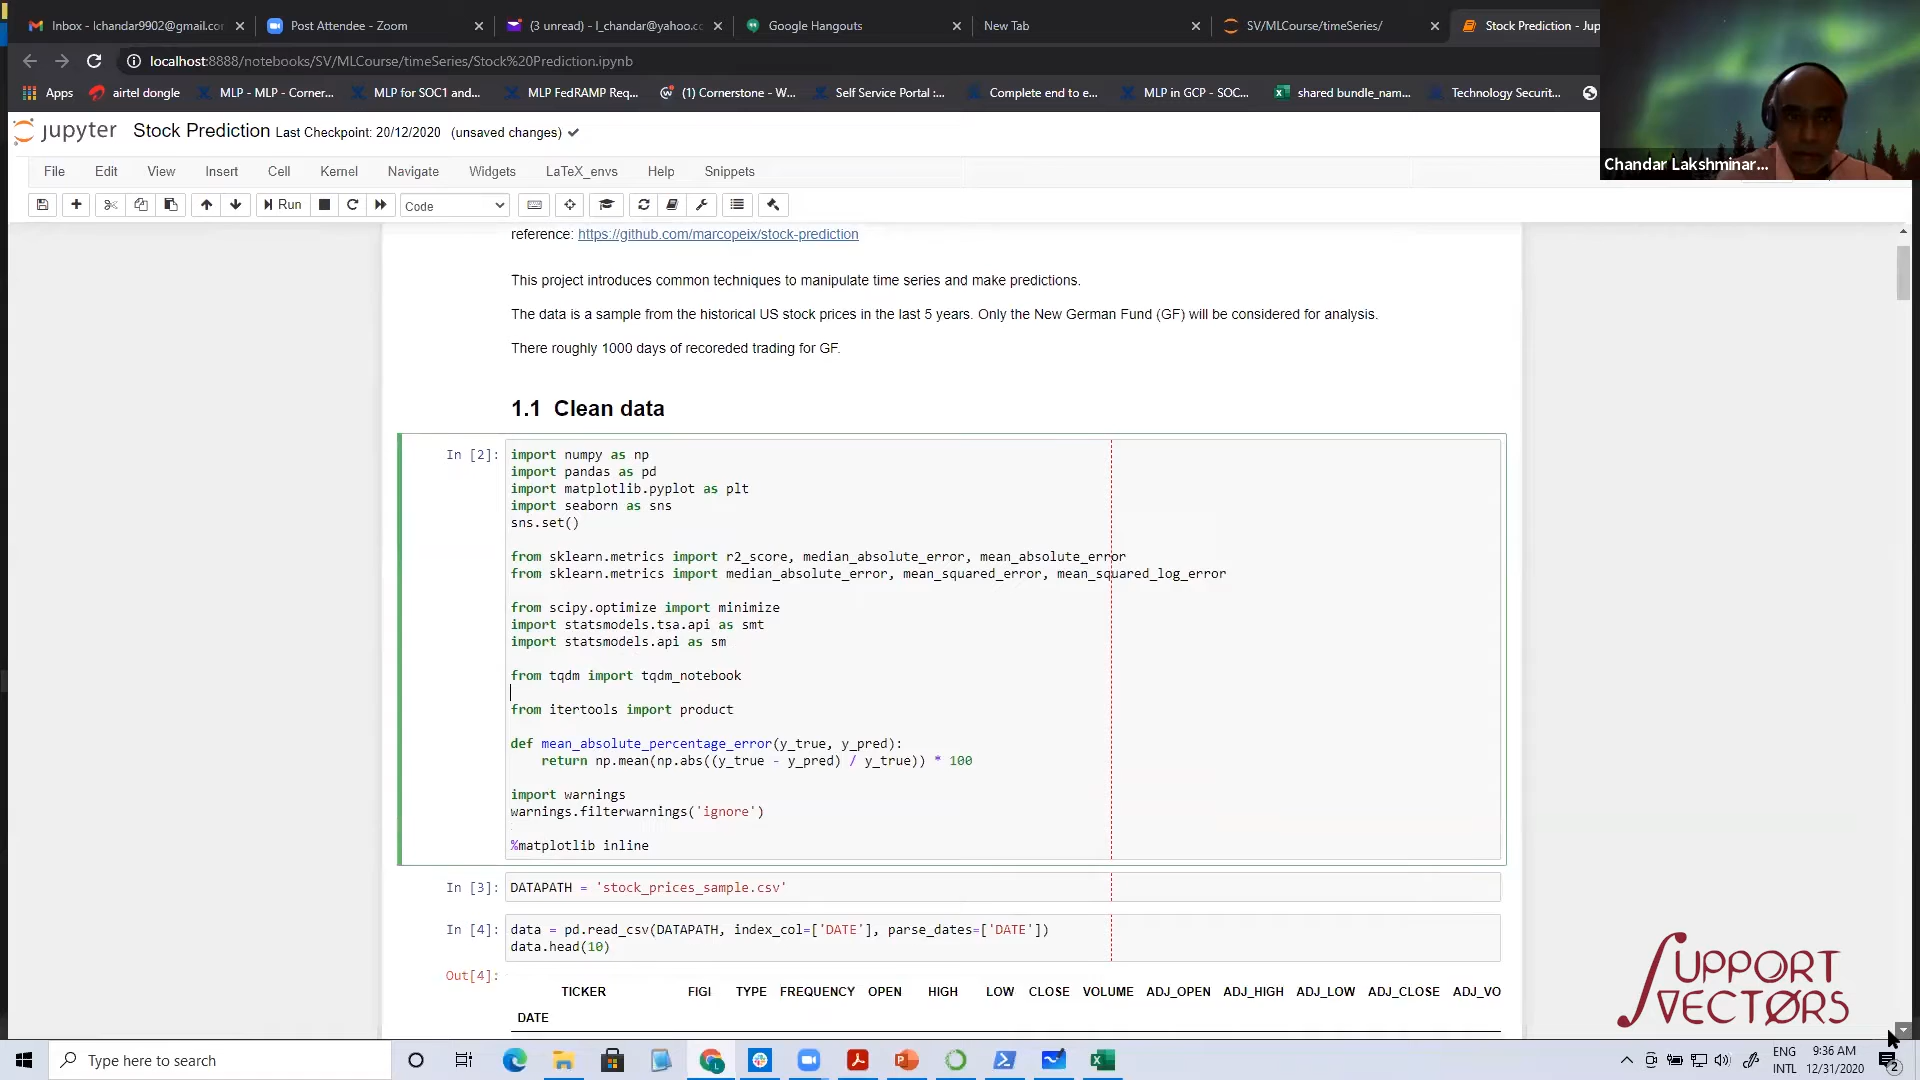 Inbox - lchandar9902@gmail.co
Post Attendee - Zoom
(3 unread) - l_chandar@yahoo.cc
Google Hangouts
New Tab
SV/MLCourse/timeSeries/
Stock Prediction - Jup
localhost:8888/notebooks/SV/MLCourse/timeSeries/Stock%20Prediction.ipynb
Apps
airtel dongle
MLP - MLP - Corner...
MLP for SOC1 and...
MLP FedRAMP Req...
(1) Cornerstone - W...
Self Service Portal :...
Complete end to e...
MLP in GCP - SOC...
shared bundle_nam...
Technology Securit...
Chandar Lakshminar...
jupyter Stock Prediction Last Checkpoint: 20/12/2020 (unsaved changes)
File Edit View Insert Cell Kernel Navigate Widgets LaTeX_envs Help Snippets
Run Code
reference: https://github.com/marcopeix/stock-prediction
This project introduces common techniques to manipulate time series and make predictions.
The data is a sample from the historical US stock prices in the last 5 years. Only the New German Fund (GF) will be considered for analysis.
There roughly 1000 days of recoreded trading for GF.
1.1 Clean data
In [2]: import numpy as np
import pandas as pd
import matplotlib.pyplot as plt
import seaborn as sns
sns.set()
from sklearn.metrics import r2_score, median_absolute_error, mean_absolute_error
from sklearn.metrics import median_absolute_error, mean_squared_error, mean_squared_log_error
from scipy.optimize import minimize
import statsmodels.tsa.api as smt
import statsmodels.api as sm
from tqdm import tqdm_notebook
from itertools import product
def mean_absolute_percentage_error(y_true, y_pred):
return np.mean(np.abs((y_true - y_pred) / y_true)) * 100
import warnings
warnings.filterwarnings('ignore')
%matplotlib inline
In [3]: DATAPATH = 'stock_prices_sample.csv'
In [4]: data = pd.read_csv(DATAPATH, index_col=['DATE'], parse_dates=['DATE'])
data.head(10)
Out[4]:
TICKER FIGI TYPE FREQUENCY OPEN HIGH LOW CLOSE VOLUME ADJ_OPEN ADJ_HIGH ADJ_LOW ADJ_CLOSE ADJ_VO
DATE
SUPPORT
VECTORS
Type here to search
ENG
INTL
9:36 AM
12/31/2020
2